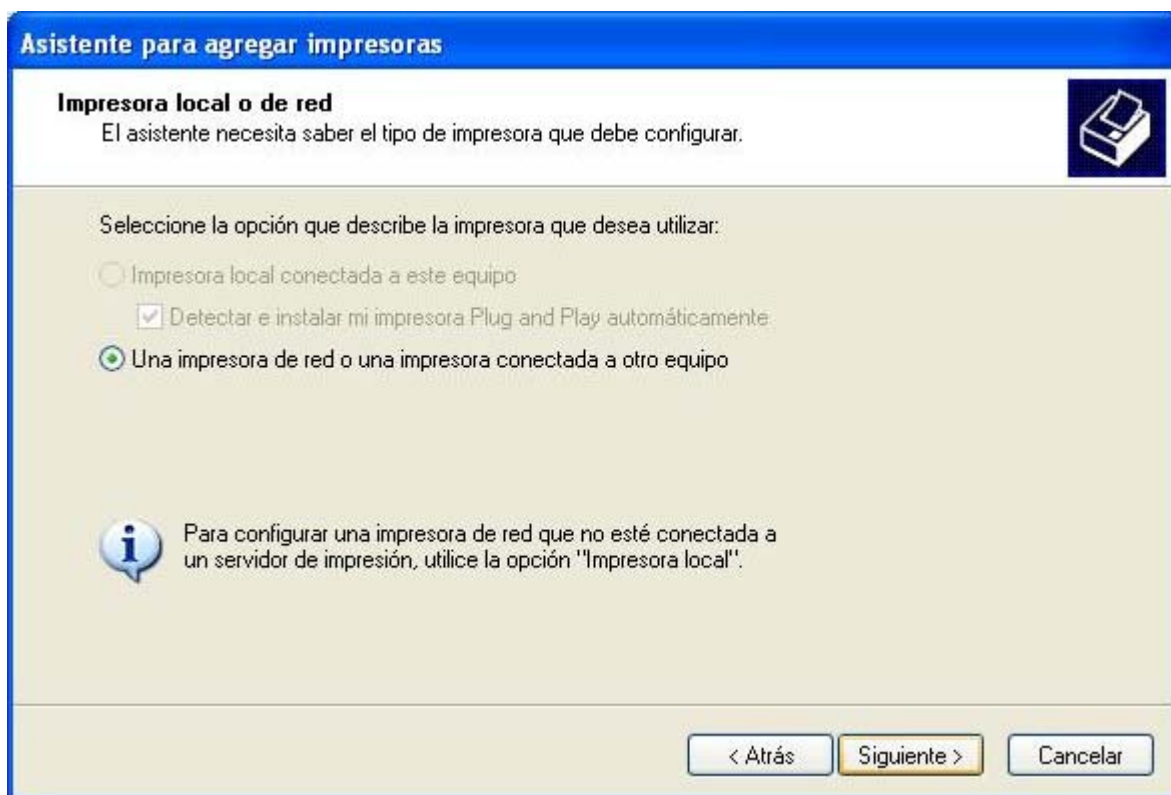 Asistente para agregar impresoras
Impresora local o de red
El asistente necesita saber el tipo de impresora que debe configurar.
Seleccione la opción que describe la impresora que desea utilizar:
Impresora local conectada a este equipo
Detectar e instalar mi impresora Plug and Play automáticamente
Una impresora de red o una impresora conectada a otro equipo
Para configurar una impresora de red que no esté conectada a
un servidor de impresión, utilice la opción "Impresora local".
< Atrás
Siguiente >
Cancelar